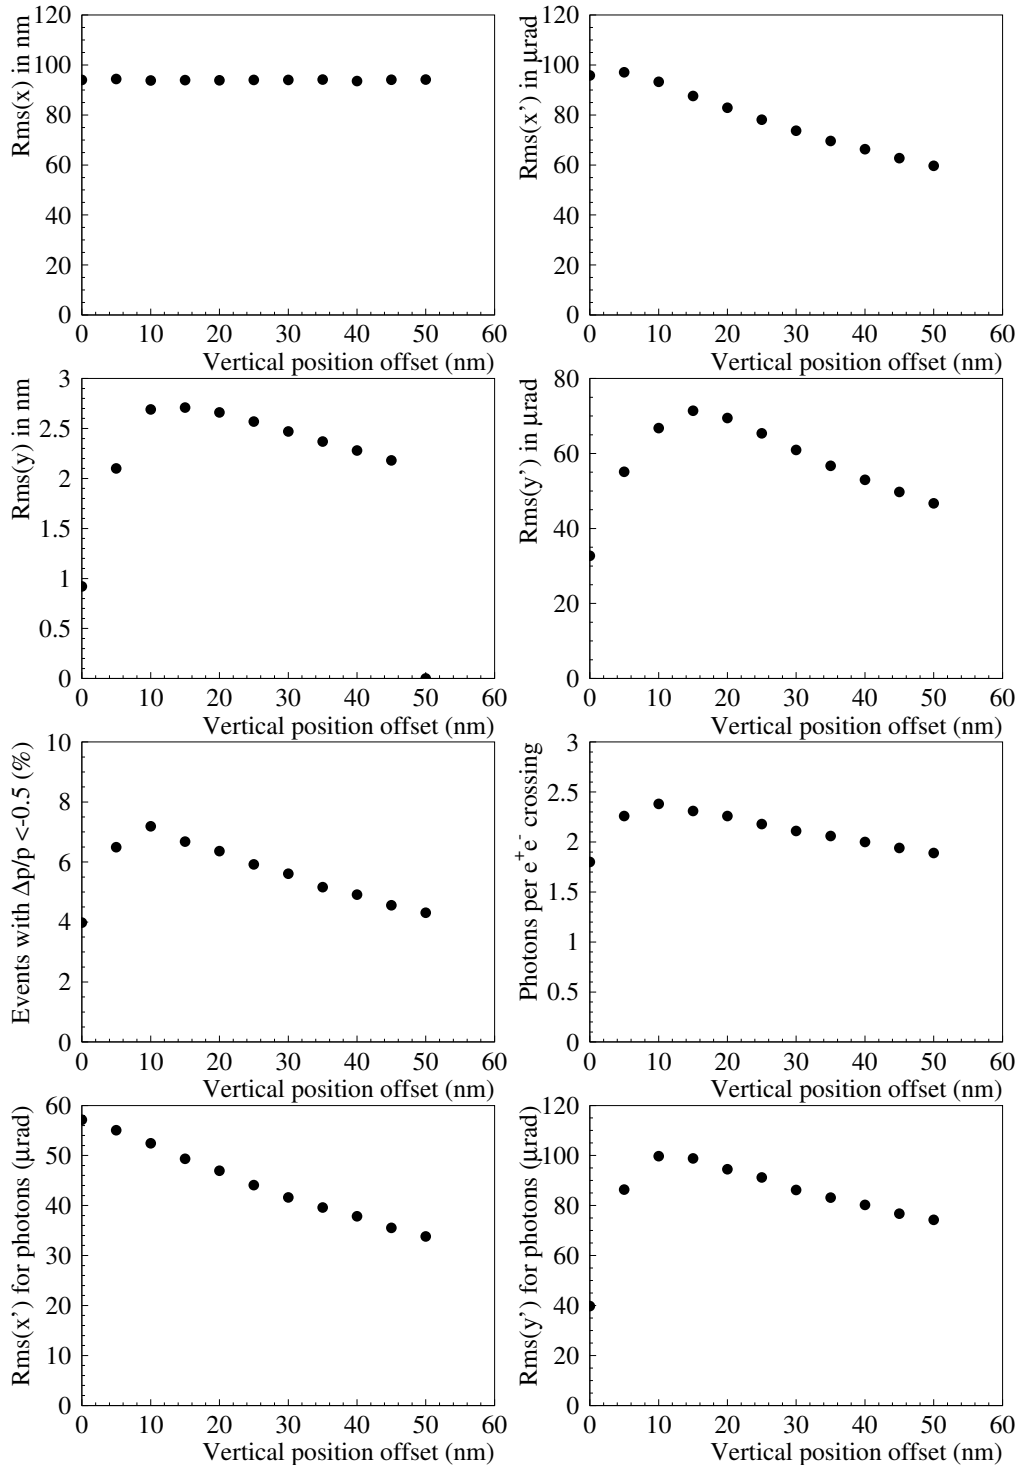 Rms(x) in nm
120
100
80
60
40
20
0
0 10 20 30 40 50 60
Vertical position offset (nm)
Rms(x’) in μrad
120
100
80
60
40
20
0
0 10 20 30 40 50 60
Vertical position offset (nm)
Rms(y) in nm
3
2.5
2
1.5
1
0.5
0
0 10 20 30 40 50 60
Vertical position offset (nm)
Rms(y’) in μrad
80
60
40
20
0
0 10 20 30 40 50 60
Vertical position offset (nm)
Events with Δp/p <-0.5 (%)
10
8
6
4
2
0
0 10 20 30 40 50 60
Vertical position offset (nm)
Photons per e⁺e⁻ crossing
3
2.5
2
1.5
1
0.5
0
0 10 20 30 40 50 60
Vertical position offset (nm)
Rms(x’) for photons (μrad)
60
50
40
30
20
10
0
0 10 20 30 40 50 60
Vertical position offset (nm)
Rms(y’) for photons (μrad)
120
100
80
60
40
20
0
0 10 20 30 40 50 60
Vertical position offset (nm)